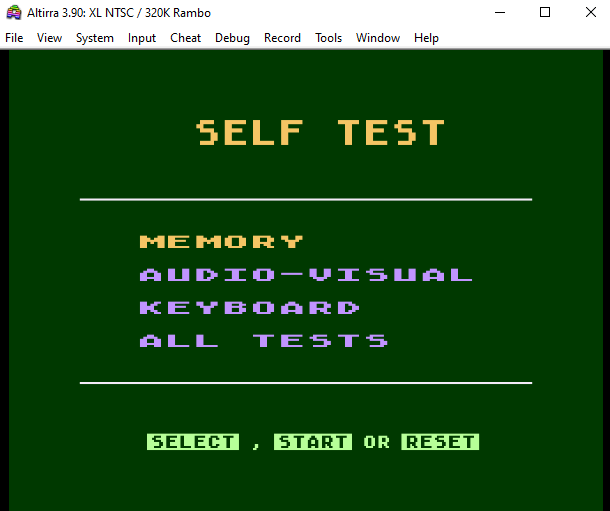 Altirra 3.90: XL NTSC / 320K Rambo
File View System Input Cheat Debug Record Tools Window Help
SELF TEST
MEMORY
AUDIO-VISUAL
KEYBOARD
ALL TESTS
SELECT , START OR RESET